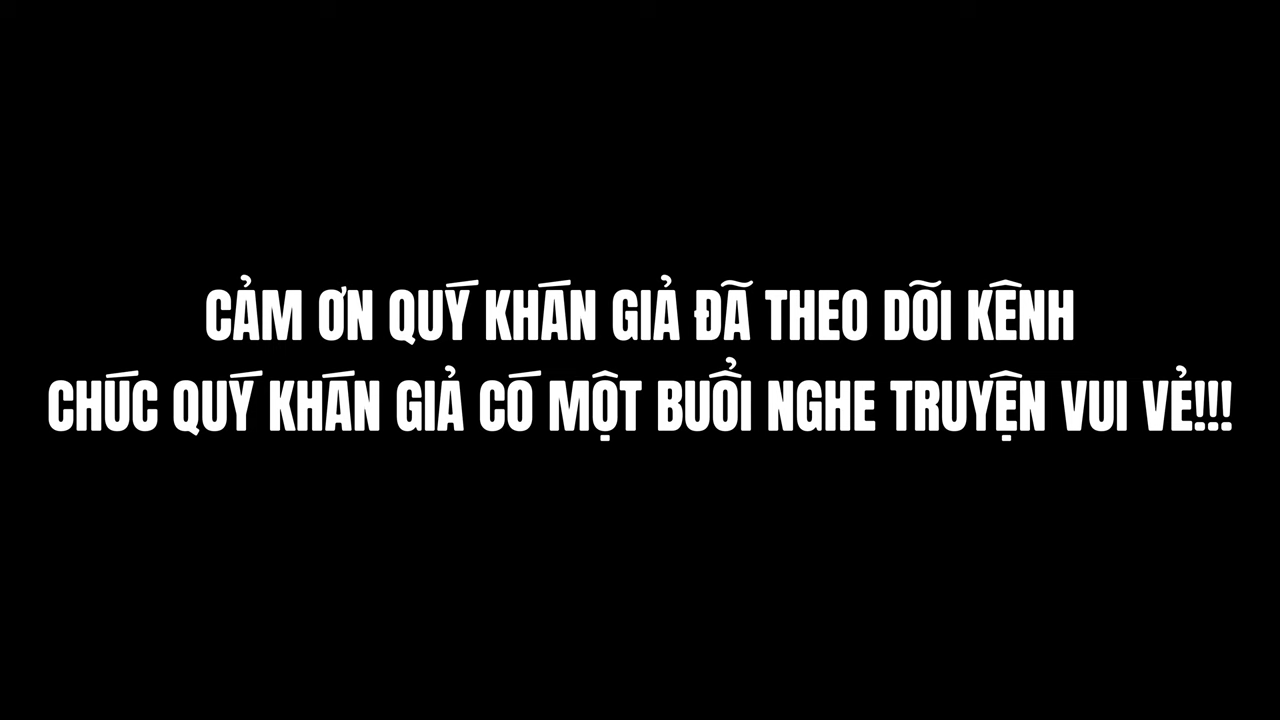 CẢM ƠN QUÝ KHÁN GIẢ ĐÃ THEO DÕI KÊNH
CHÚC QUÝ KHÁN GIẢ CÓ MỘT BUỔI NGHE TRUYỆN VUI VẺ!!!